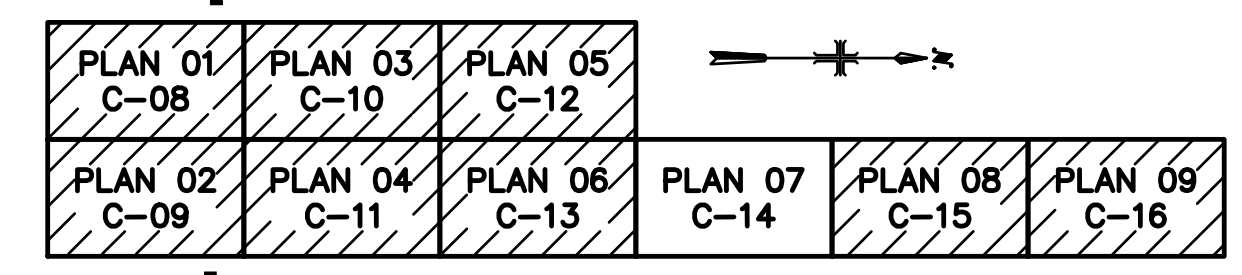 PLAN 01
C-08
PLAN 03
C-10
PLAN 05
C-12
N
PLAN 02
C-09
PLAN 04
C-11
PLAN 06
C-13
PLAN 07
C-14
PLAN 08
C-15
PLAN 09
C-16